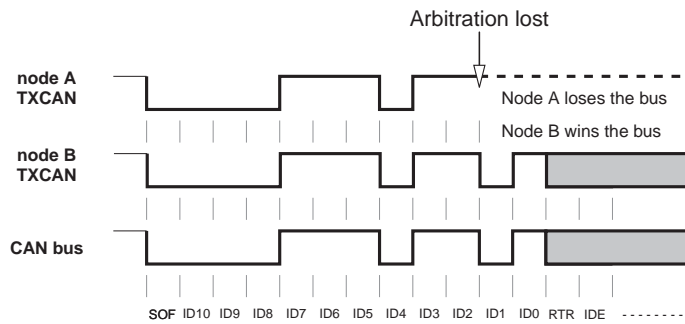 Arbitration lost
node A
TXCAN
Node A loses the bus
Node B wins the bus
node B
TXCAN
CAN bus
SOF ID10 ID9 ID8 ID7 ID6 ID5 ID4 ID3 ID2 ID1 ID0 RTR IDE --------